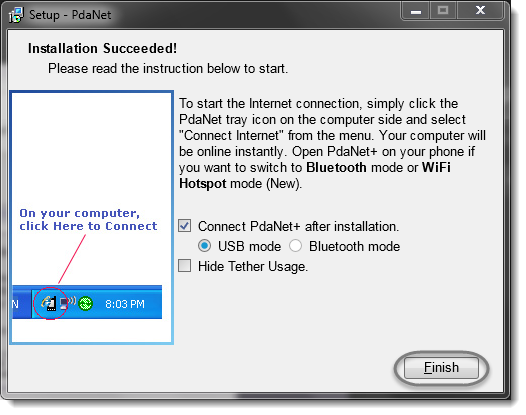 Setup - PdaNet
Installation Succeeded!
Please read the instruction below to start.
To start the Internet connection, simply click the
PdaNet tray icon on the computer side and select
"Connect Internet" from the menu. Your computer will
be online instantly. Open PdaNet+ on your phone if
you want to switch to Bluetooth mode or WiFi
Hotspot mode (New).
On your computer,
click Here to Connect
N 8:03 PM
Connect PdaNet+ after installation.
USB mode Bluetooth mode
Hide Tether Usage.
Finish